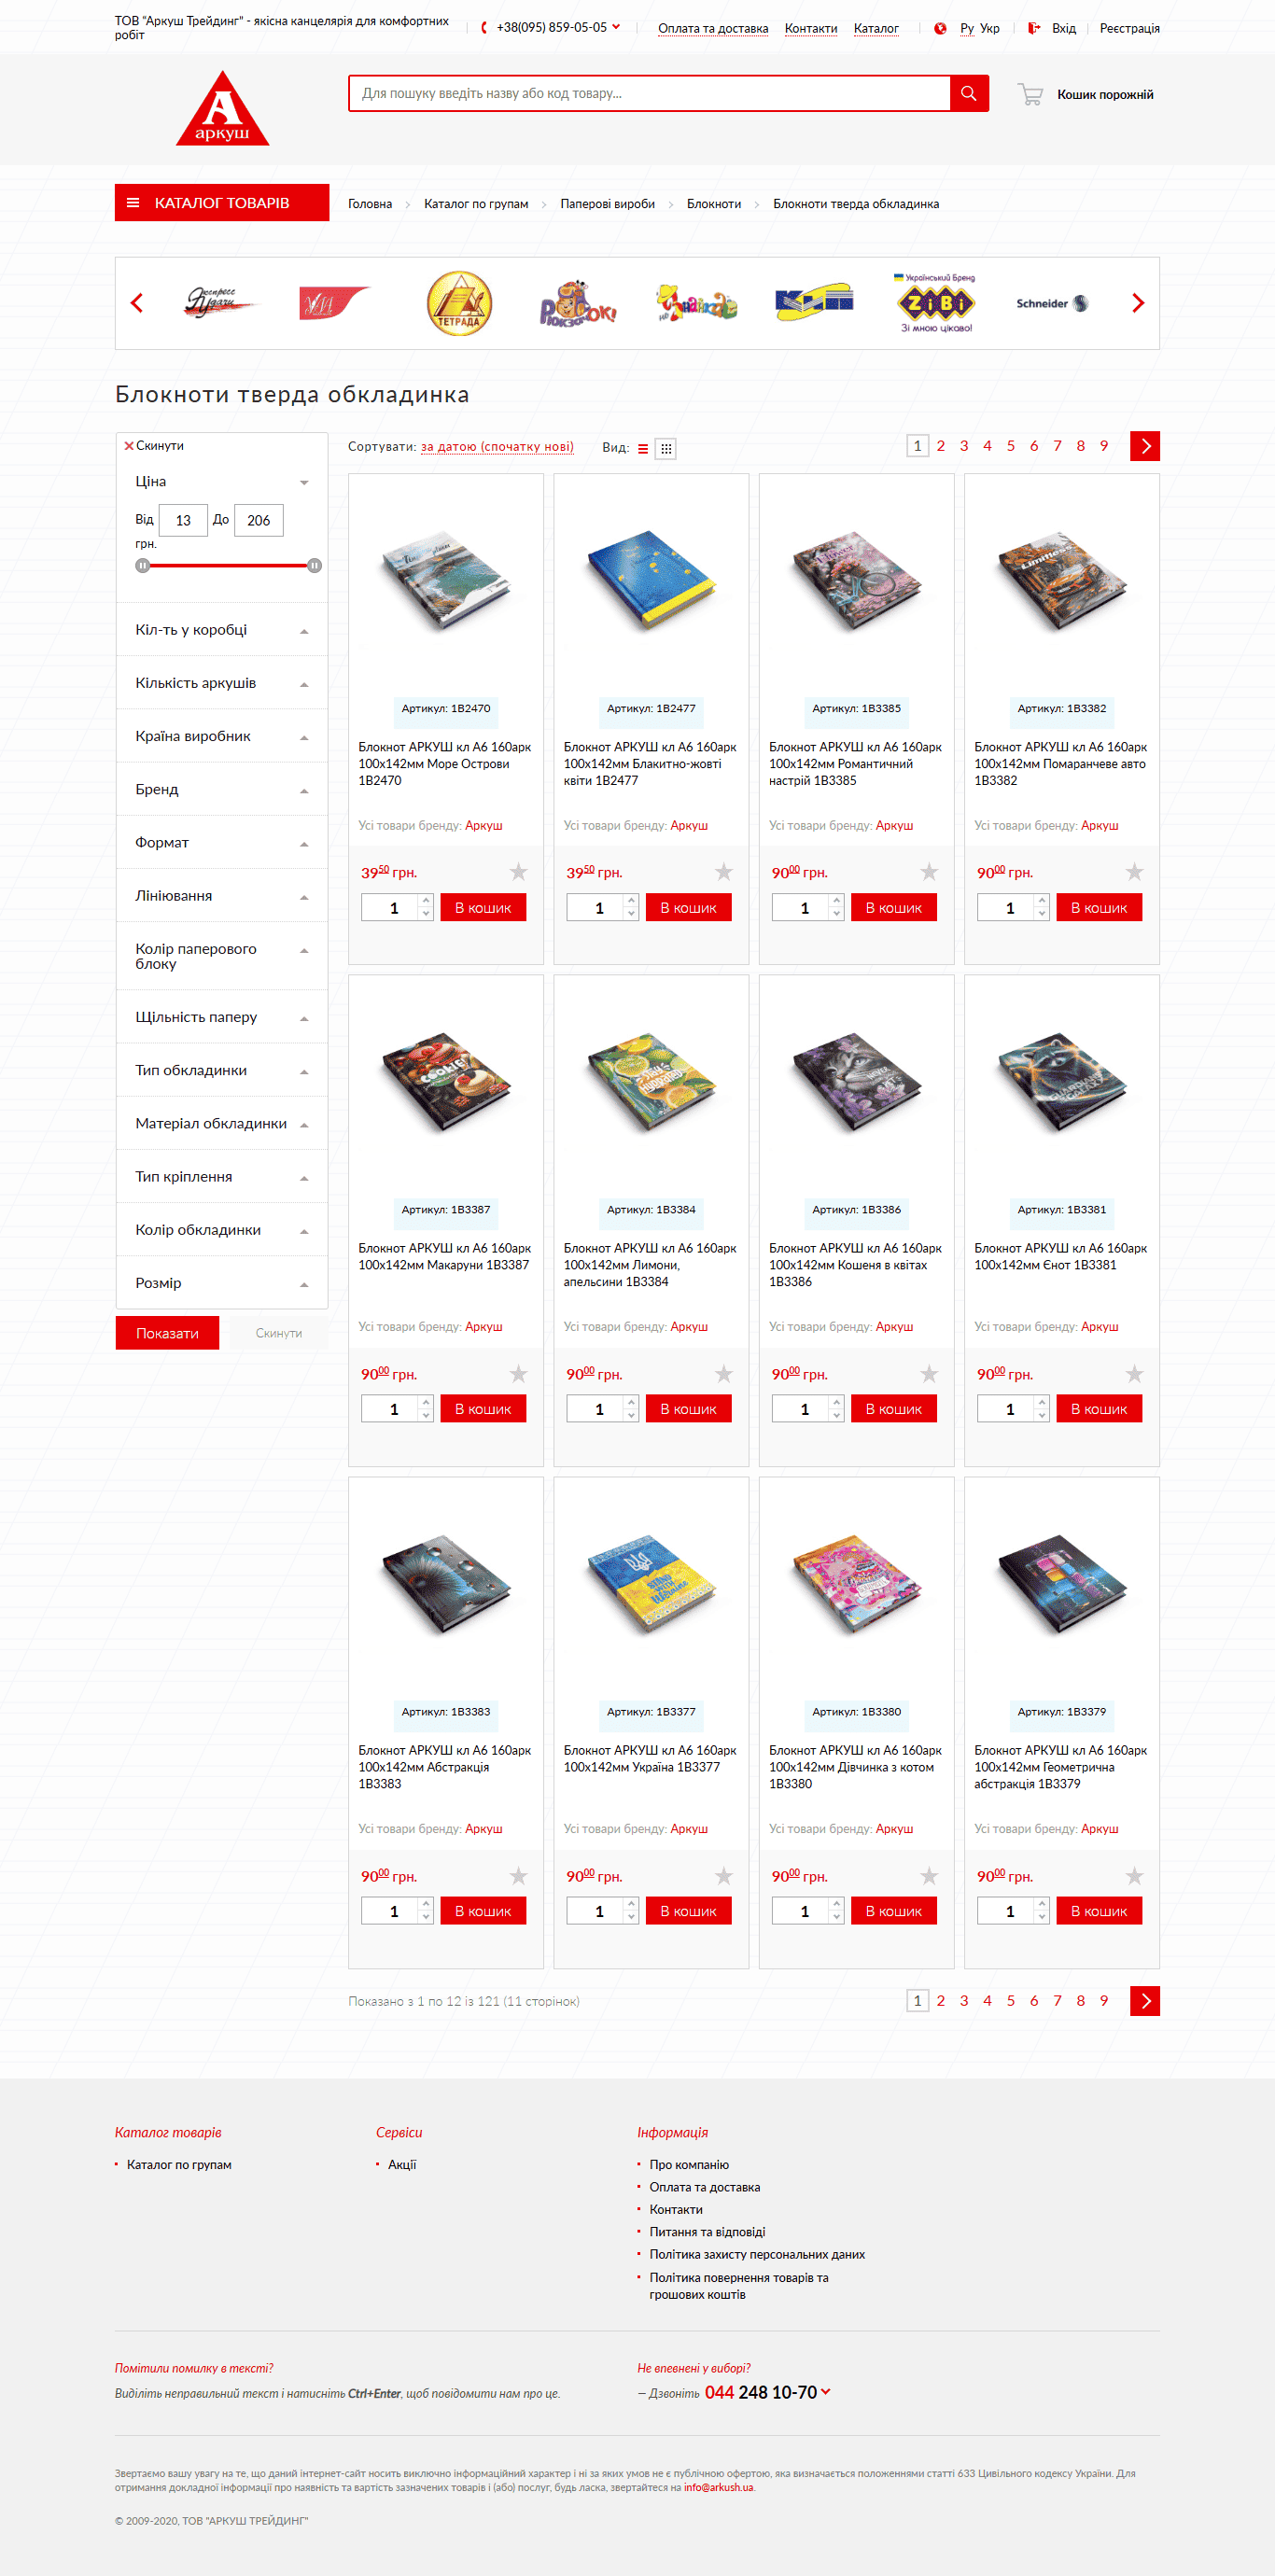 ТОВ "Аркуш Трейдинг" - якісна канцелярія для комфортних
робіт
+38(095) 859-05-05
Оплата та доставка
Контакти
Каталог
Ру Укр
Вхід
Реєстрація
А
аркуш
Для пошуку введіть назву або код товару...
Кошик порожній
КАТАЛОГ ТОВАРІВ
Головна
Каталог по групам
Паперові вироби
Блокноти
Блокноти тверда обкладинка
ТЕТРАДА
Український Бренд
ZiBi
Зі мною цікаво!
Schneider
Блокноти тверда обкладинка
Скинути
Ціна
Від 13 До 206
грн.
Кіл-ть у коробці
Кількість аркушів
Країна виробник
Бренд
Формат
Лініювання
Колір паперового
блоку
Щільність паперу
Тип обкладинки
Матеріал обкладинки
Тип кріплення
Колір обкладинки
Розмір
Показати
Скинути
Сортувати: за датою (спочатку нові)
Вид:
1 2 3 4 5 6 7 8 9
Артикул: 1В2470
Блокнот АРКУШ кл А6 160арк
100х142мм Море Острови
1В2470
Усі товари бренду: Аркуш
39 50 грн.
1
В кошик
Артикул: 1В2477
Блокнот АРКУШ кл А6 160арк
100х142мм Блакитно-жовті
квіти 1В2477
Усі товари бренду: Аркуш
39 50 грн.
1
В кошик
Артикул: 1В3385
Блокнот АРКУШ кл А6 160арк
100х142мм Романтичний
настрій 1В3385
Усі товари бренду: Аркуш
90 00 грн.
1
В кошик
Артикул: 1В3382
Блокнот АРКУШ кл А6 160арк
100х142мм Помаранчеве авто
1В3382
Усі товари бренду: Аркуш
90 00 грн.
1
В кошик
Артикул: 1В3387
Блокнот АРКУШ кл А6 160арк
100х142мм Макаруни 1В3387
Усі товари бренду: Аркуш
90 00 грн.
1
В кошик
Артикул: 1В3384
Блокнот АРКУШ кл А6 160арк
100х142мм Лимони,
апельсини 1В3384
Усі товари бренду: Аркуш
90 00 грн.
1
В кошик
Артикул: 1В3386
Блокнот АРКУШ кл А6 160арк
100х142мм Кошеня в квітах
1В3386
Усі товари бренду: Аркуш
90 00 грн.
1
В кошик
Артикул: 1В3381
Блокнот АРКУШ кл А6 160арк
100х142мм Єнот 1В3381
Усі товари бренду: Аркуш
90 00 грн.
1
В кошик
Артикул: 1В3383
Блокнот АРКУШ кл А6 160арк
100х142мм Абстракція
1В3383
Усі товари бренду: Аркуш
90 00 грн.
1
В кошик
Артикул: 1В3377
Блокнот АРКУШ кл А6 160арк
100х142мм Україна 1В3377
Усі товари бренду: Аркуш
90 00 грн.
1
В кошик
Артикул: 1В3380
Блокнот АРКУШ кл А6 160арк
100х142мм Дівчинка з котом
1В3380
Усі товари бренду: Аркуш
90 00 грн.
1
В кошик
Артикул: 1В3379
Блокнот АРКУШ кл А6 160арк
100х142мм Геометрична
абстракція 1В3379
Усі товари бренду: Аркуш
90 00 грн.
1
В кошик
Показано з 1 по 12 із 121 (11 сторінок)
1 2 3 4 5 6 7 8 9
Каталог товарів
Каталог по групам
Сервіси
Акції
Інформація
Про компанію
Оплата та доставка
Контакти
Питання та відповіді
Політика захисту персональних даних
Політика повернення товарів та
грошових коштів
Помітили помилку в тексті?
Виділіть неправильний текст і натисніть Ctrl+Enter, щоб повідомити нам про це.
Не впевнені у виборі?
— Дзвоніть 044 248 10-70
Звертаємо вашу увагу на те, що даний інтернет-сайт носить виключно інформаційний характер і ні за яких умов не є публічною офертою, яка визначається положеннями статті 633 Цивільного кодексу України. Для
отримання докладної інформації про наявність та вартість зазначених товарів і (або) послуг, будь ласка, звертайтеся на info@arkush.ua.
© 2009-2020, ТОВ "АРКУШ ТРЕЙДИНГ"